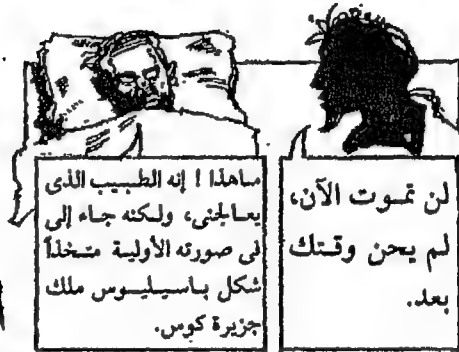 لن تموت الآن،
لم يحن وقتك
بعد.
ماهذا ! إنه الطبيب الذى
يعالجنى، ولكنه جاء إلى
فى صورته الأولية متخذاً
شكل باسيليوس ملك
جزيرة كوس.